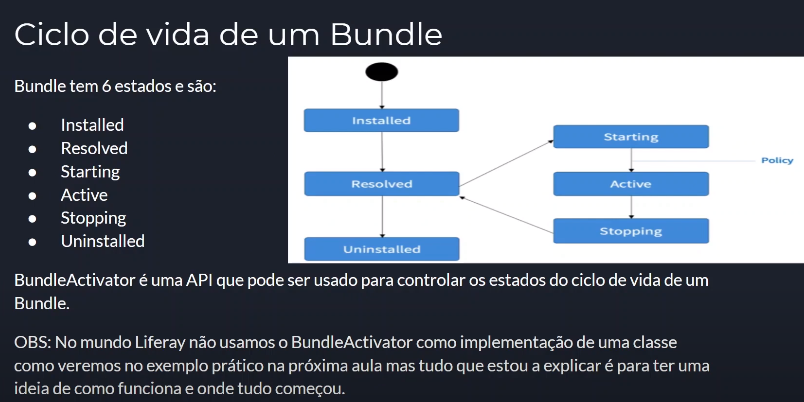 Ciclo de vida de um Bundle
Bundle tem 6 estados e são:
● Installed
● Resolved
● Starting
● Active
● Stopping
● Uninstalled
Installed
Resolved
Uninstalled
Starting
Policy
Active
Stopping
BundleActivator é uma API que pode ser usado para controlar os estados do ciclo de vida de um
Bundle.
OBS: No mundo Liferay não usamos o BundleActivator como implementação de uma classe
como veremos no exemplo prático na próxima aula mas tudo que estou a explicar é para ter uma
ideia de como funciona e onde tudo começou.